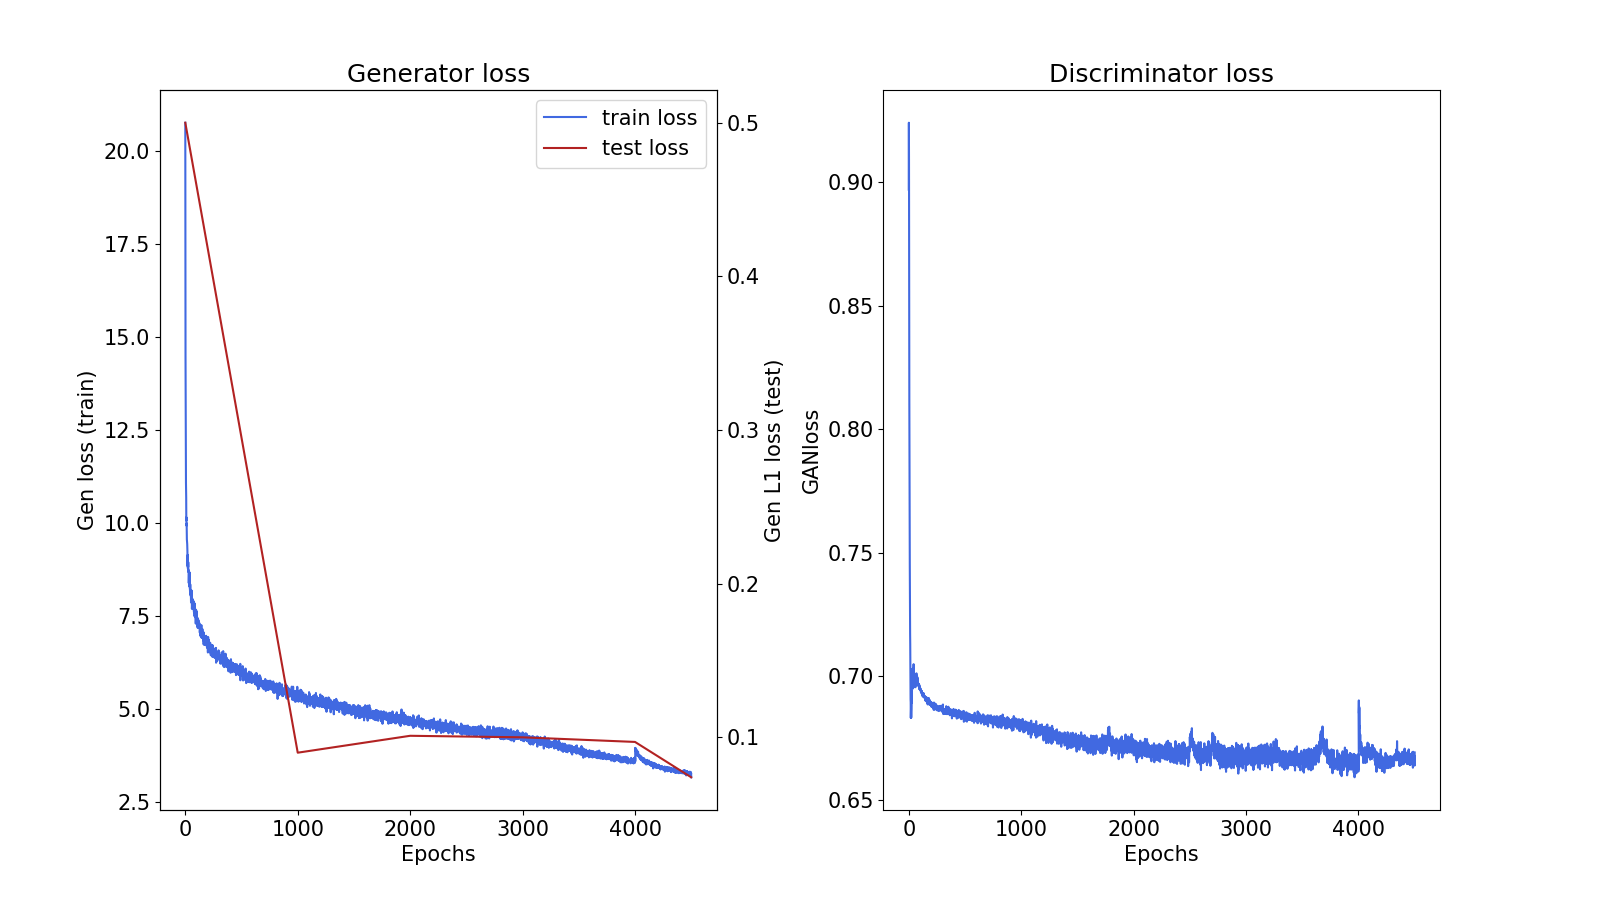 Generator loss
Gen loss (train)
20.0
17.5
15.0
12.5
10.0
7.5
5.0
2.5
0 1000 2000 3000 4000
Epochs
train loss
test loss
0.5
0.4
0.3
0.2
0.1
Gen L1 loss (test)
Discriminator loss
GANloss
0.90
0.85
0.80
0.75
0.70
0.65
0 1000 2000 3000 4000
Epochs